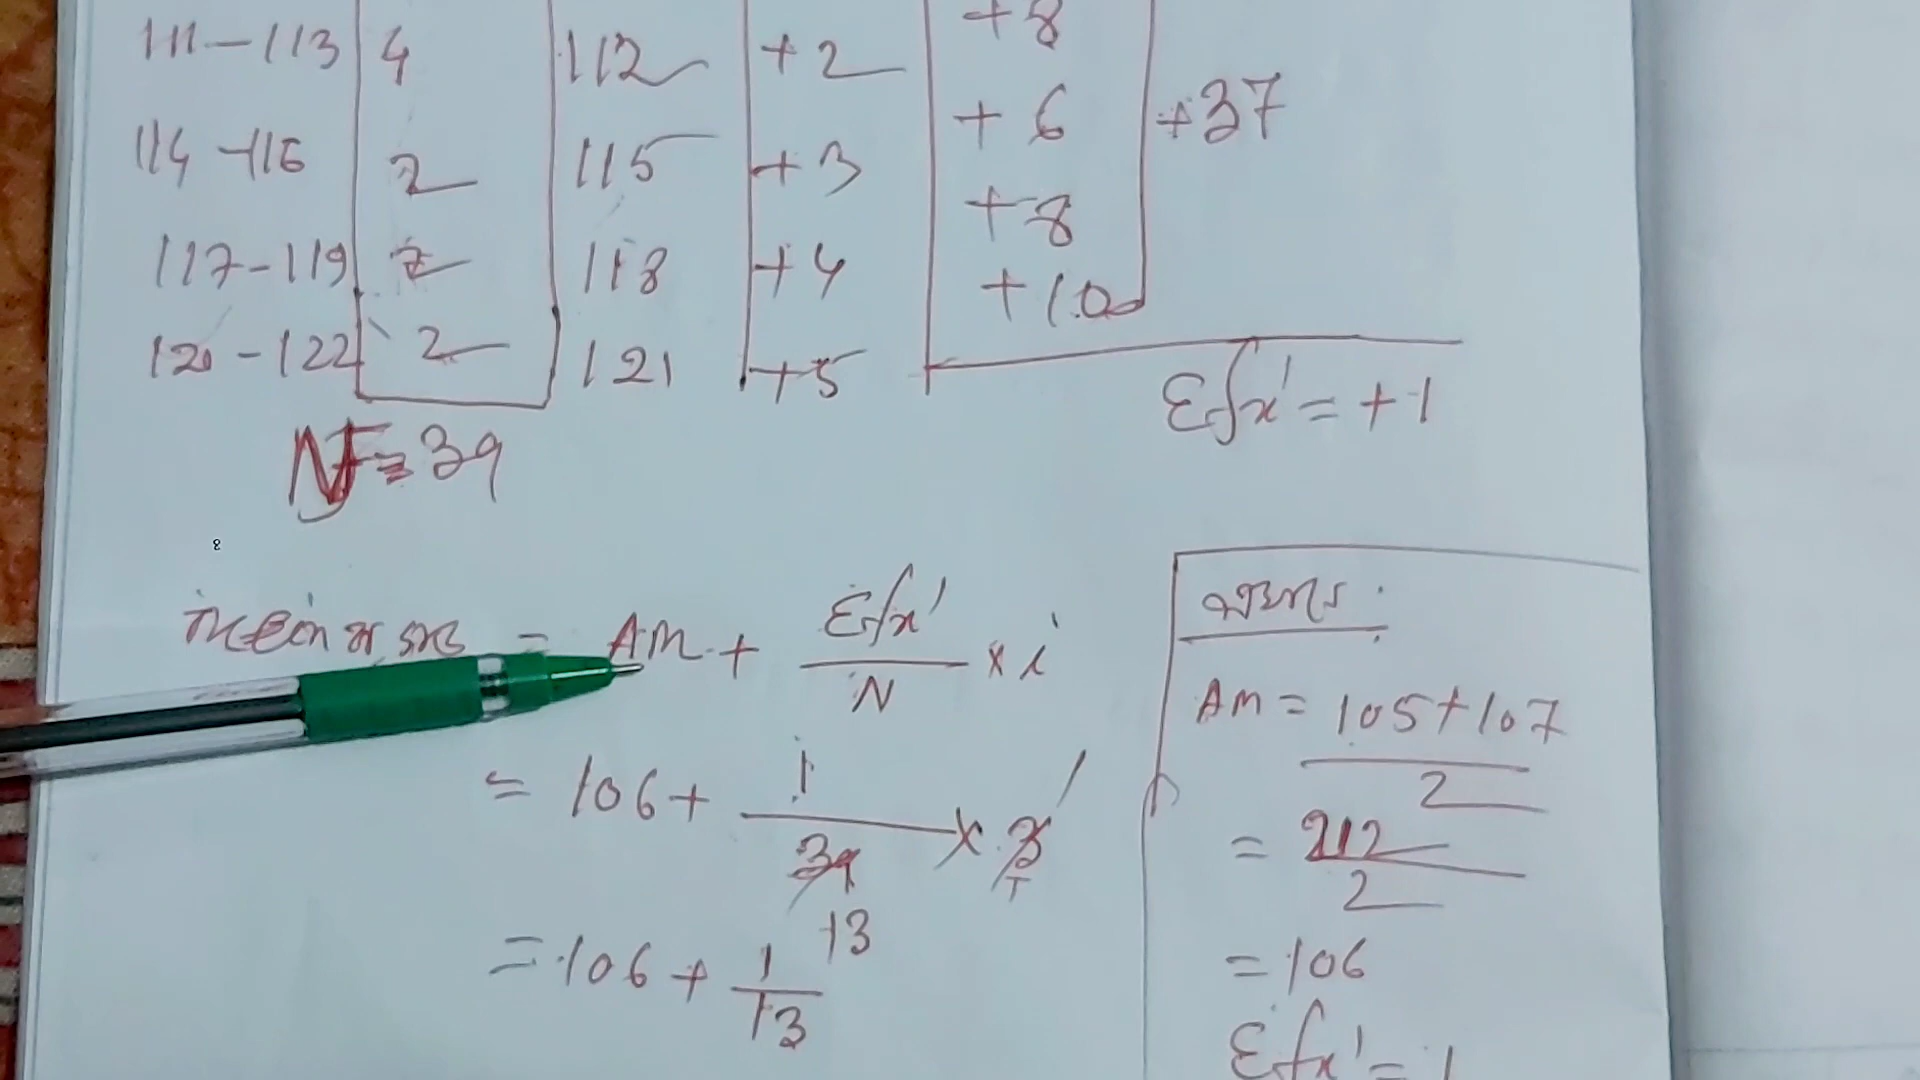 111-113 4 112 +2 +8
114-116 2 115 +3 +6 +37
117-119 2 118 +4 +8
120-122 2 121 +5 +10
Σfx' = +1
N = 39
= AM + Σfx' / N × i
= 106 + 1 / 39 × 3 1
13
= 106 + 1 / 13
AM = 105+107 / 2
= 212 / 2
= 106
Σfx' = 1